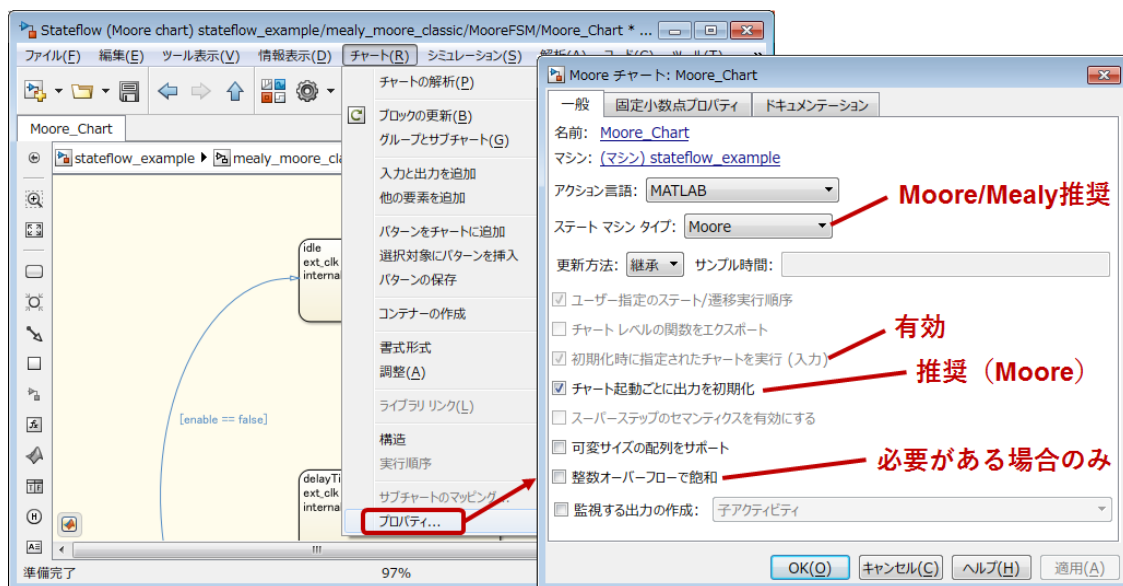 Stateflow (Moore chart) stateflow_example/mealy_moore_classic/MooreFSM/Moore_Chart * ...
ファイル(F) 編集(E) ツール表示(V) 情報表示(D) チャート(R) シミュレーション(S)
Moore_Chart
stateflow_example ▶ mealy_moore_cla
idle
ext_clk
interna
[enable == false]
delayTi
ext_clk
interna
準備完了
97%
チャートの解析(P)
ブロックの更新(B)
グループとサブチャート(G)
入力と出力を追加
他の要素を追加
パターンをチャートに追加
選択対象にパターンを挿入
パターンの保存
コンテナーの作成
書式形式
調整(A)
ライブラリ リンク(L)
構造
実行順序
サブチャートのマッピング...
プロパティ...
Moore チャート: Moore_Chart
一般 固定小数点プロパティ ドキュメンテーション
名前: Moore_Chart
マシン: (マシン) stateflow_example
アクション言語: MATLAB
Moore/Mealy推奨
ステート マシン タイプ: Moore
更新方法: 継承 サンプル時間:
ユーザー指定のステート/遷移実行順序
チャート レベルの関数をエクスポート
有効
初期化時に指定されたチャートを実行 (入力)
推奨（Moore）
チャート起動ごとに出力を初期化
スーパーステップのセマンティクスを有効にする
可変サイズの配列をサポート
必要がある場合のみ
整数オーバーフローで飽和
監視する出力の作成: 子アクティビティ
OK(O) キャンセル(C) ヘルプ(H) 適用(A)